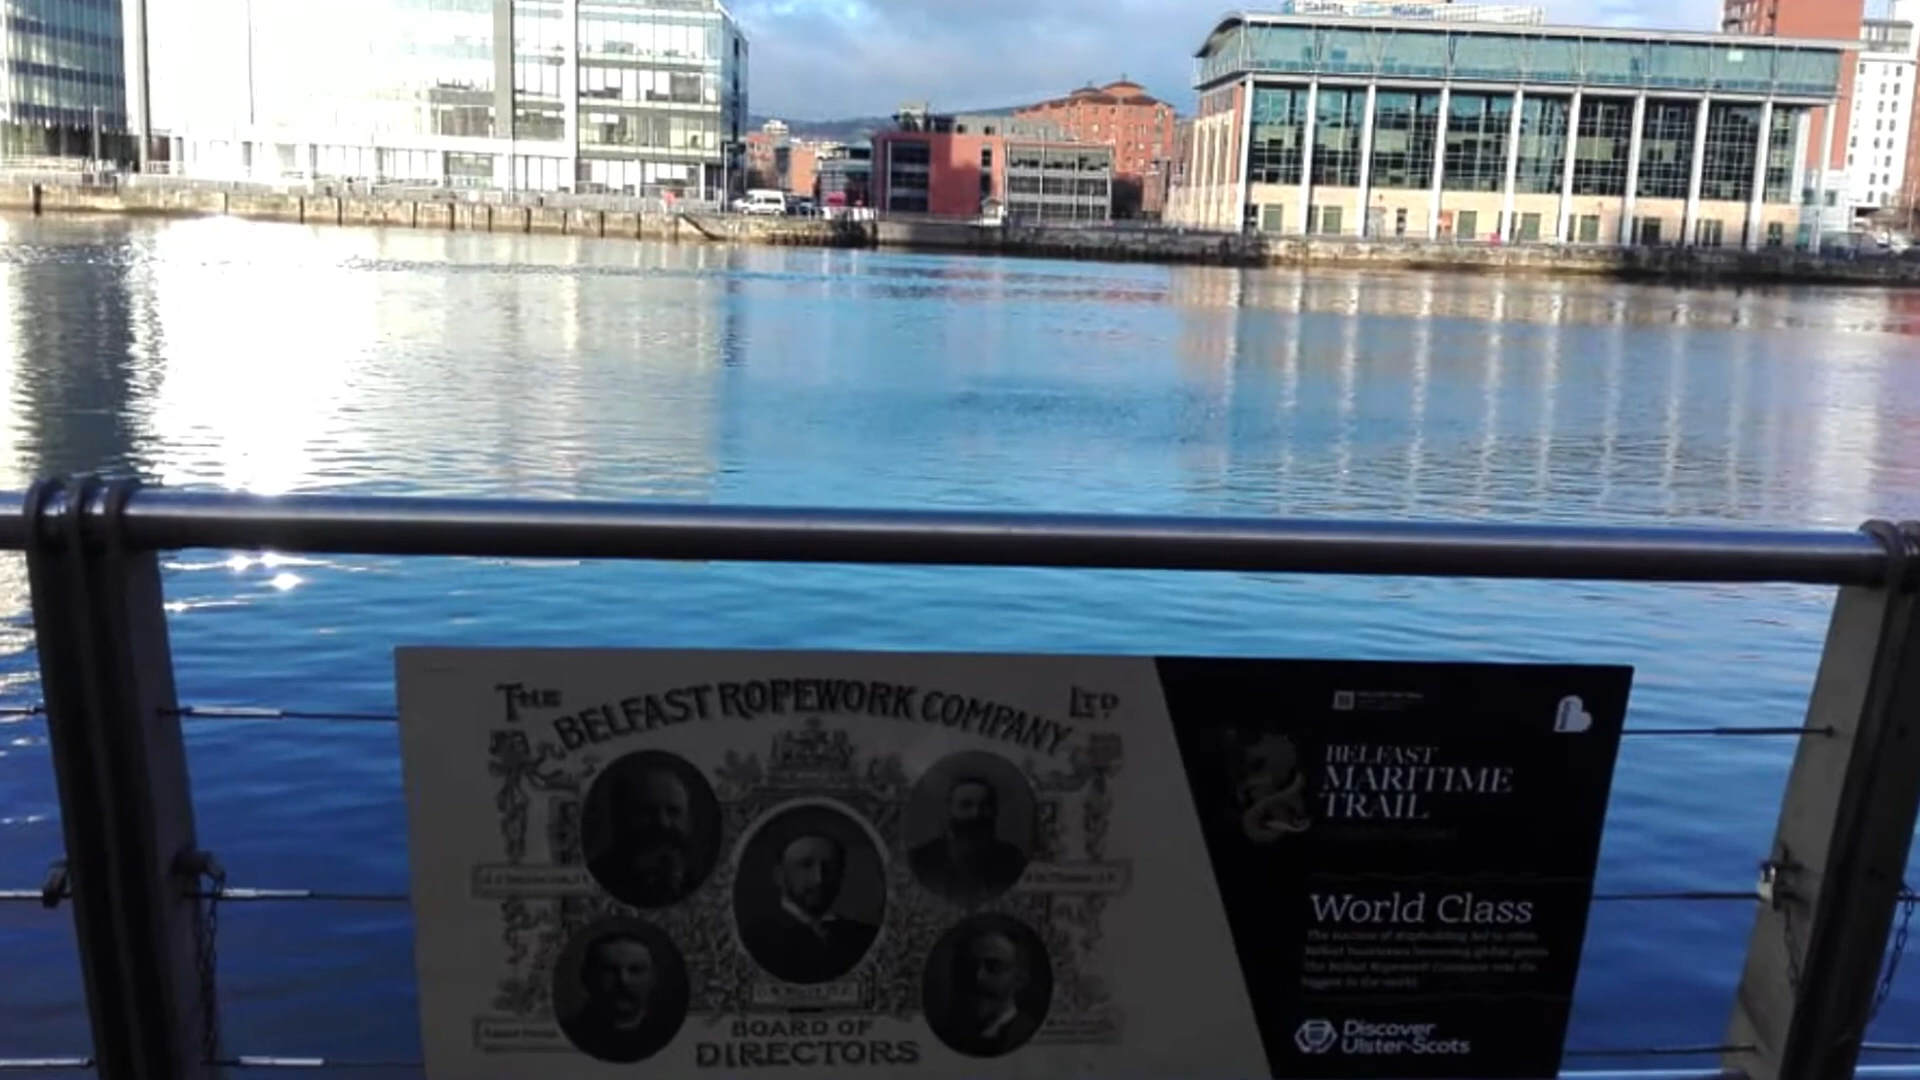 THE
BELFAST ROPEWORK COMPANY
LTD
BOARD OF
DIRECTORS
BELFAST
MARITIME
TRAIL
World Class
The success of shipbuilding led to other
Belfast businesses becoming global giants.
The Belfast Ropework Company was the
biggest in the world.
Discover
Ulster-Scots